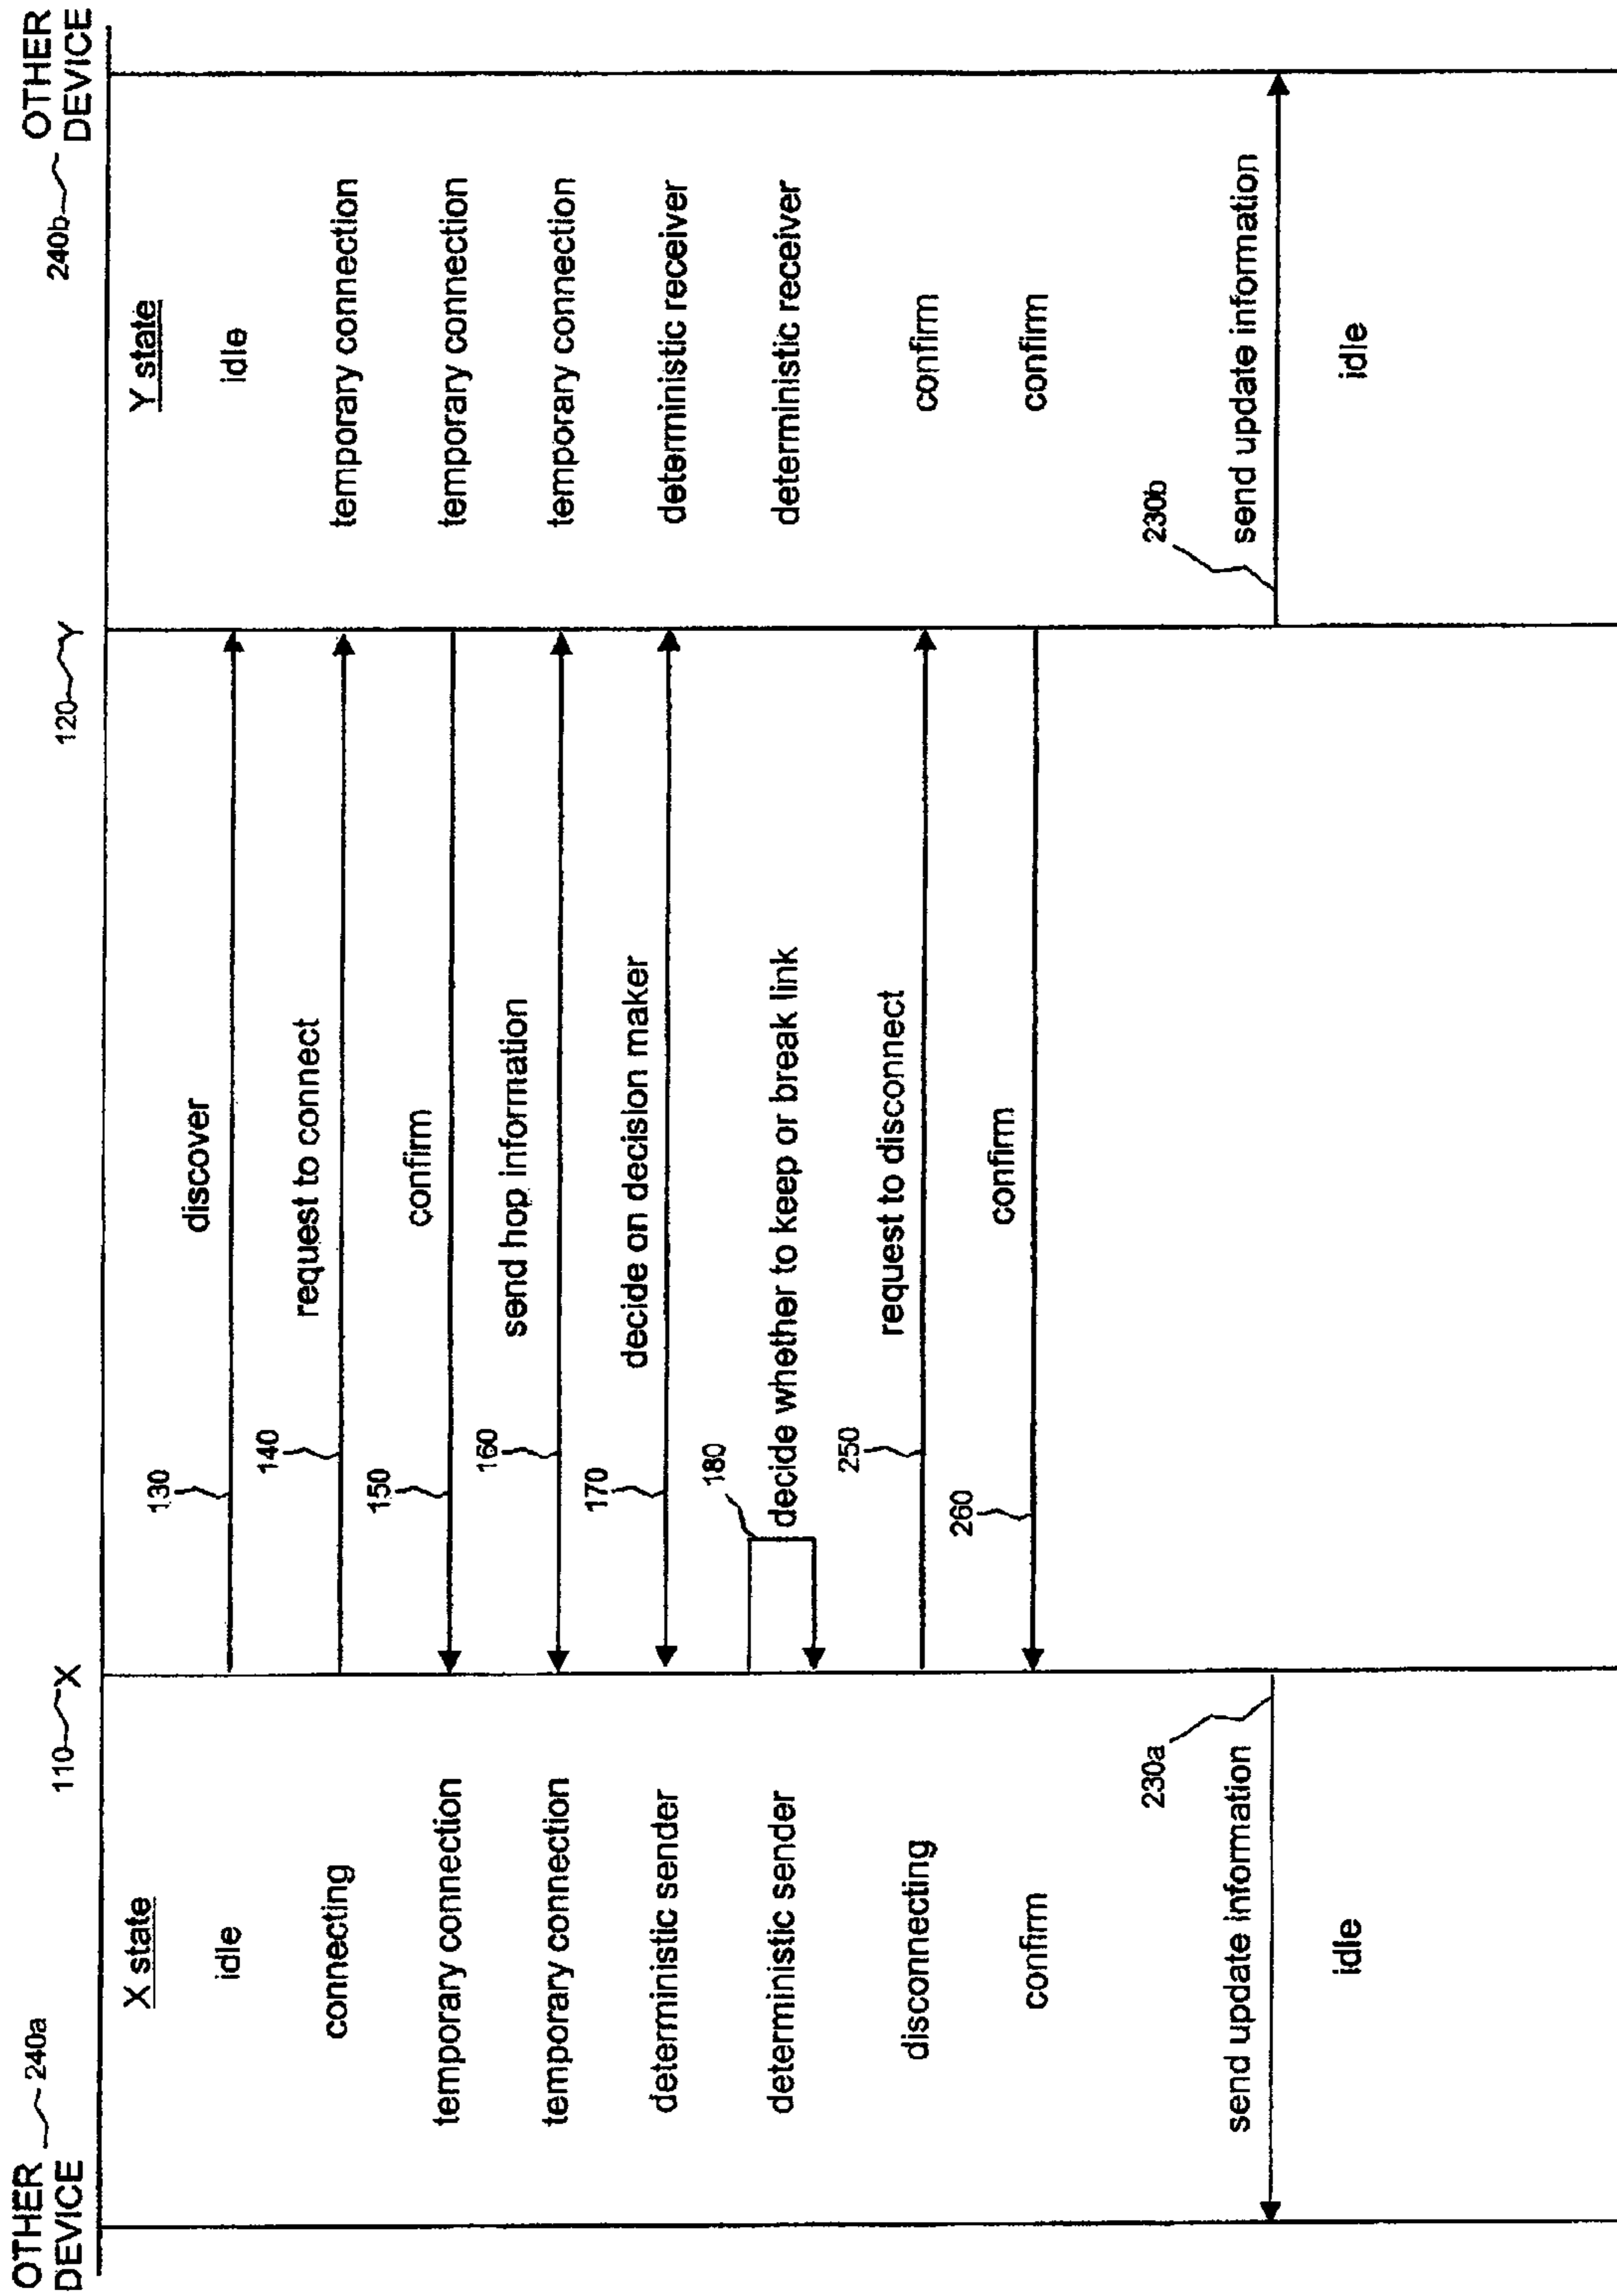 OTHER
DEVICE
240a
110
X
120
Y
240b
OTHER
DEVICE
X state
Y state
idle
130
discover
idle
connecting
140
request to connect
temporary connection
temporary connection
150
confirm
temporary connection
temporary connection
160
send hop information
temporary connection
deterministic sender
170
decide on decision maker
deterministic receiver
deterministic sender
180
decide whether to keep or break link
deterministic receiver
disconnecting
250
request to disconnect
confirm
confirm
260
confirm
confirm
230a
230b
send update information
send update information
idle
idle